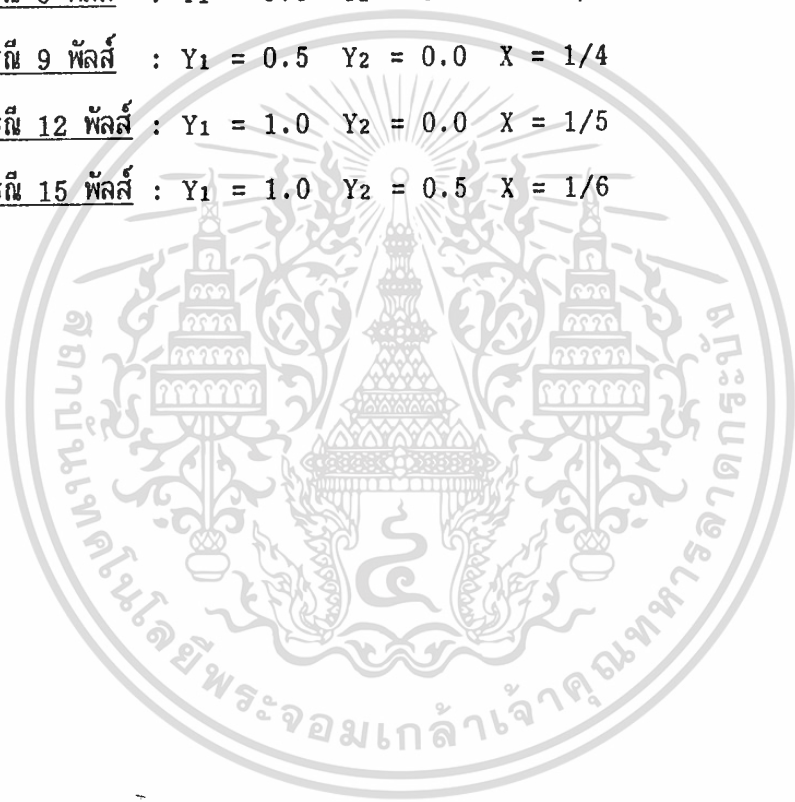 9 พัลส์ : Y1 = 0.5 Y2 = 0.0 X = 1/4
12 พัลส์ : Y1 = 1.0 Y2 = 0.0 X = 1/5
15 พัลส์ : Y1 = 1.0 Y2 = 0.5 X = 1/6
สถาบันเทคโนโลยีพระจอมเกล้าเจ้าคุณทหารลาดกระบัง